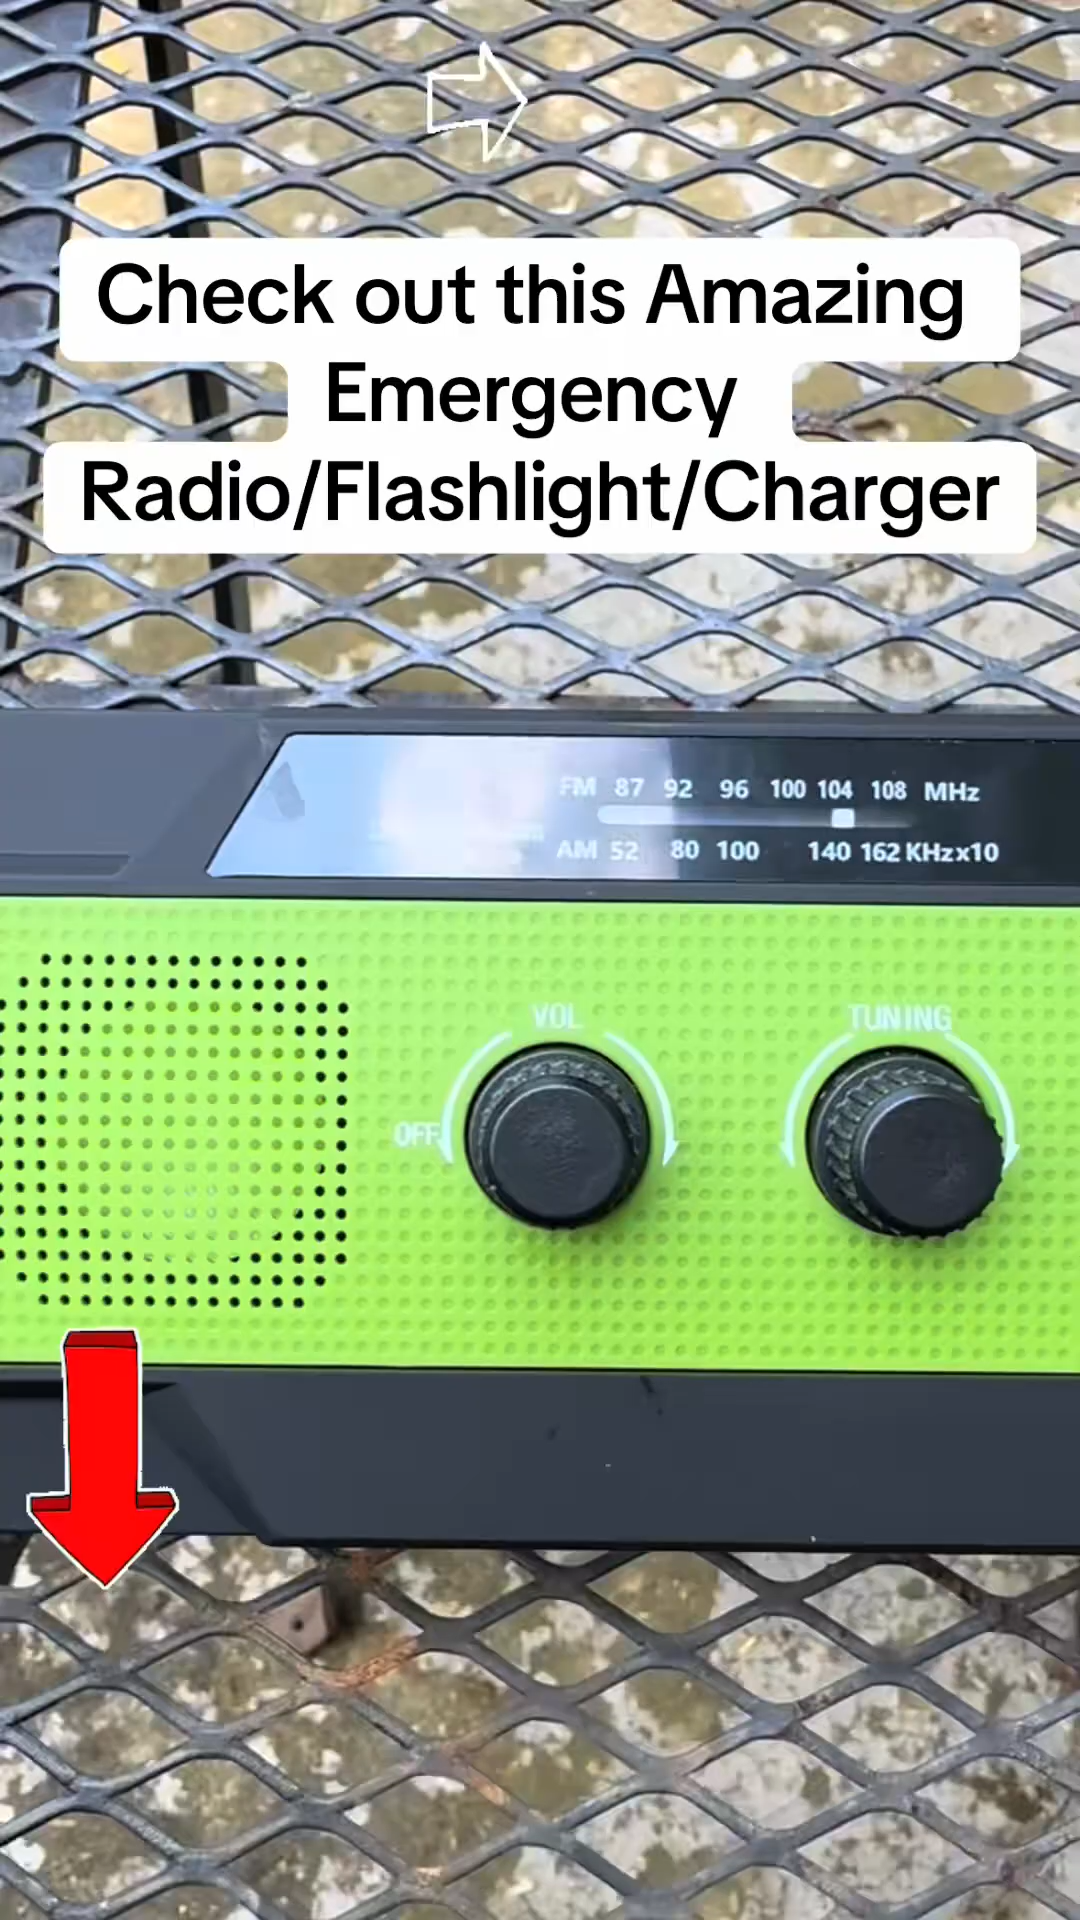 Check out this Amazing
Emergency
Radio/Flashlight/Charger
FM 87 92 96 100 104 108 MHz
AM 52 80 100 140 162 KHzx10
VOL
TUNING
OFF